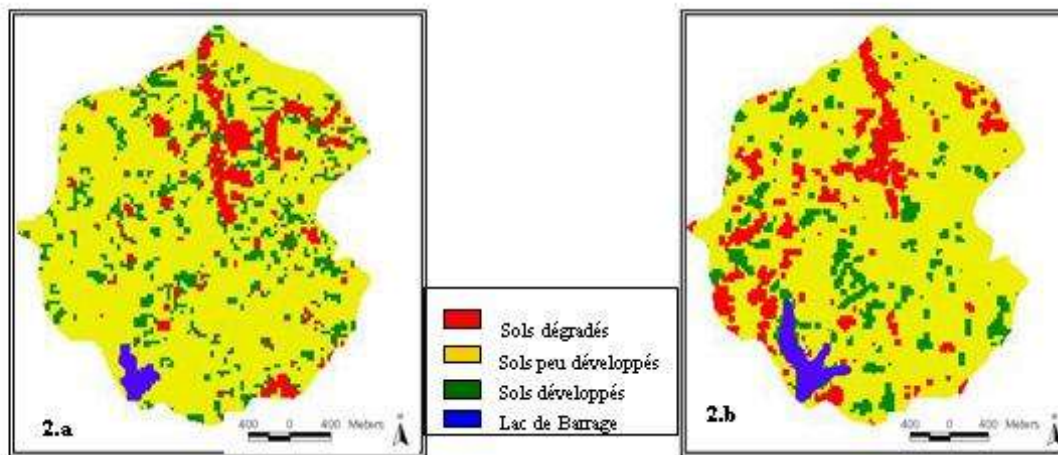 Sols dégradés
Sols peu développés
Sols développés
Lac de Barrage
2.a
400 0 400 Meters
2.b
400 0 400 Meters